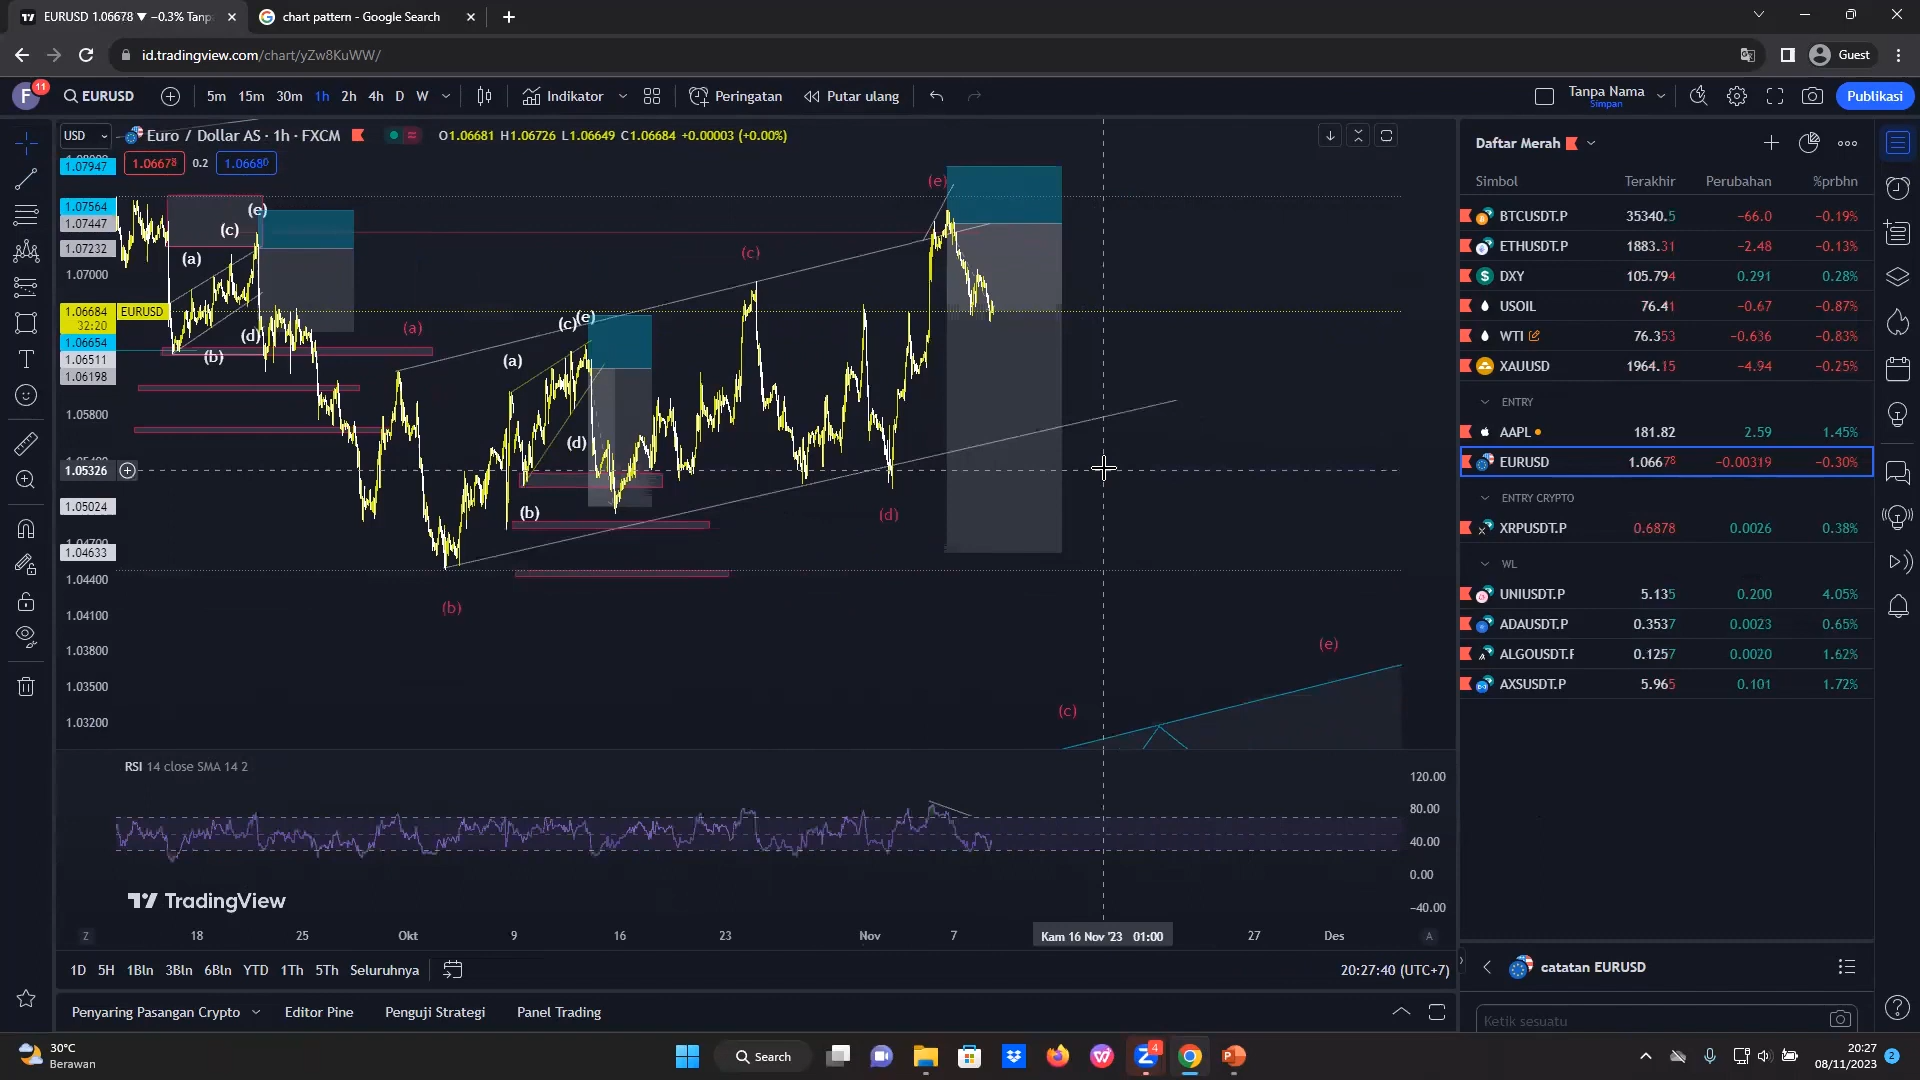 EURUSD 1.06678 ▼ −0.3% Tanp
chart pattern - Google Search
id.tradingview.com/chart/yZw8KuWW/
Guest
F 11 EURUSD 5m 15m 30m 1h 2h 4h D W Indikator Peringatan Putar ulang Tanpa Nama Simpan Publikasi
USD Euro / Dollar AS · 1h · FXCM O1.06681 H1.06726 L1.06649 C1.06684 +0.00003 (+0.00%)
1.06678 0.2 1.06680
1.07947
1.07564
1.07447
1.07232
1.07000
1.06684 EURUSD
32:20
1.06654
1.06511
1.06198
1.05800
1.05326
1.05024
1.04633
1.04400
1.04100
1.03800
1.03500
1.03200
(a)
(b)
(c)
(d)
(e)
(a)
(b)
(c)
(d)
(e)
(a)
(b)
(c)
(d)
(e)
(c)
(e)
RSI 14 close SMA 14 2
120.00
80.00
40.00
0.00
−40.00
TradingView
Z 18 25 Okt 9 16 23 Nov 7 Kam 16 Nov '23 01:00 27 Des A
1D 5H 1Bln 3Bln 6Bln YTD 1Th 5Th Seluruhnya 20:27:40 (UTC+7)
Penyaring Pasangan Crypto Editor Pine Penguji Strategi Panel Trading
Daftar Merah
Simbol Terakhir Perubahan %prbhn
BTCUSDT.P 35340.5 −66.0 −0.19%
ETHUSDT.P 1883.31 −2.48 −0.13%
DXY 105.794 0.291 0.28%
USOIL 76.41 −0.67 −0.87%
WTI 76.353 −0.636 −0.83%
XAUUSD 1964.15 −4.94 −0.25%
ENTRY
AAPL 181.82 2.59 1.45%
EURUSD 1.06678 −0.00319 −0.30%
ENTRY CRYPTO
XRPUSDT.P 0.6878 0.0026 0.38%
WL
UNIUSDT.P 5.135 0.200 4.05%
ADAUSDT.P 0.3537 0.0023 0.65%
ALGOUSDT.F 0.1257 0.0020 1.62%
AXSUSDT.P 5.965 0.101 1.72%
catatan EURUSD
Ketik sesuatu
30°C
Berawan
Search
4
20:27
08/11/2023
2